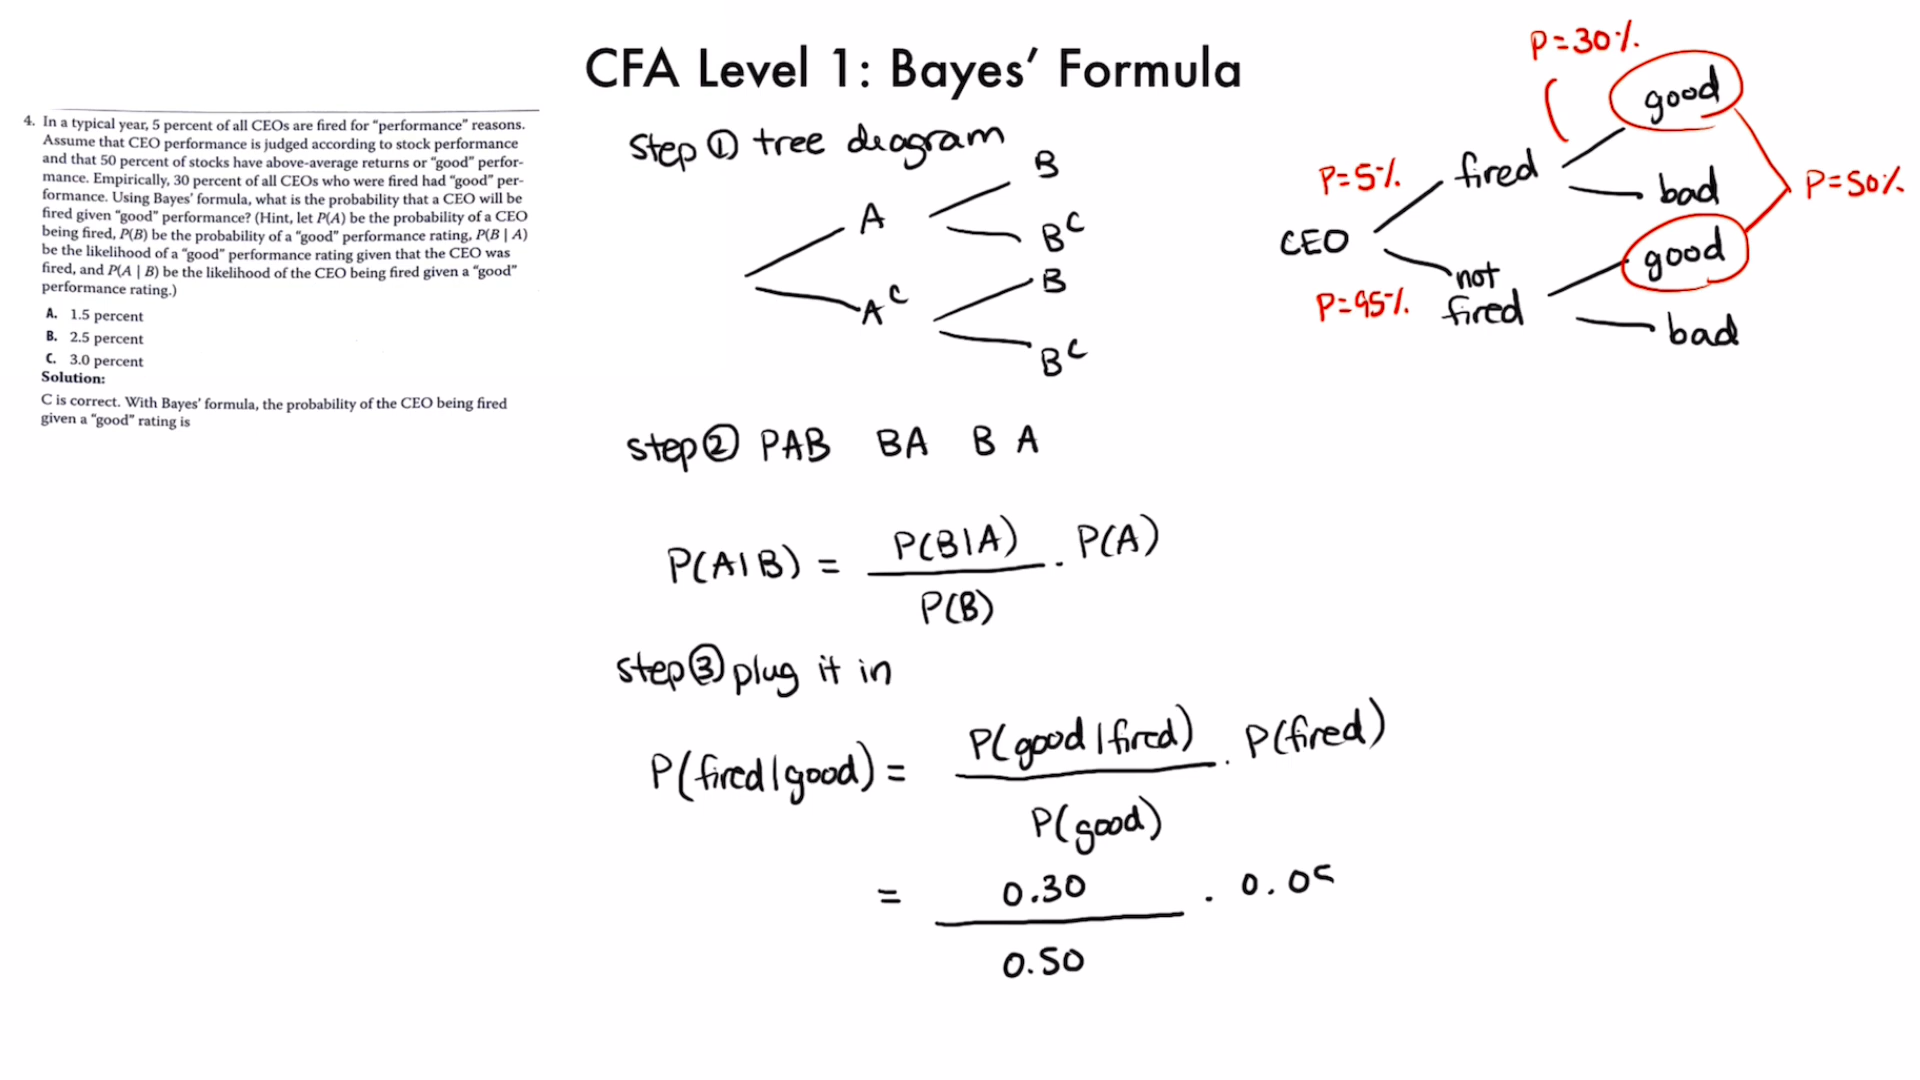 CFA Level 1: Bayes' Formula
4. In a typical year, 5 percent of all CEOs are fired for "performance" reasons.
Assume that CEO performance is judged according to stock performance
and that 50 percent of stocks have above-average returns or "good" perfor-
mance. Empirically, 30 percent of all CEOs who were fired had "good" per-
formance. Using Bayes' formula, what is the probability that a CEO will be
fired given "good" performance? (Hint, let P(A) be the probability of a CEO
being fired, P(B) be the probability of a "good" performance rating, P(B | A)
be the likelihood of a "good" performance rating given that the CEO was
fired, and P(A | B) be the likelihood of the CEO being fired given a "good"
performance rating.)
A. 1.5 percent
B. 2.5 percent
C. 3.0 percent
Solution:
C is correct. With Bayes' formula, the probability of the CEO being fired
given a "good" rating is
step ① tree diagram
B
A
B^C
B
A^C
B^C
P=30%
good
P=5%
fired
bad
P=50%
CEO
good
not
P=95%
fired
bad
step ② PAB BA B A
P(A|B) = P(B|A) . P(A)
P(B)
step ③ plug it in
P(fired|good) = P(good|fired) . P(fired)
P(good)
= 0.30 . 0.05
0.50